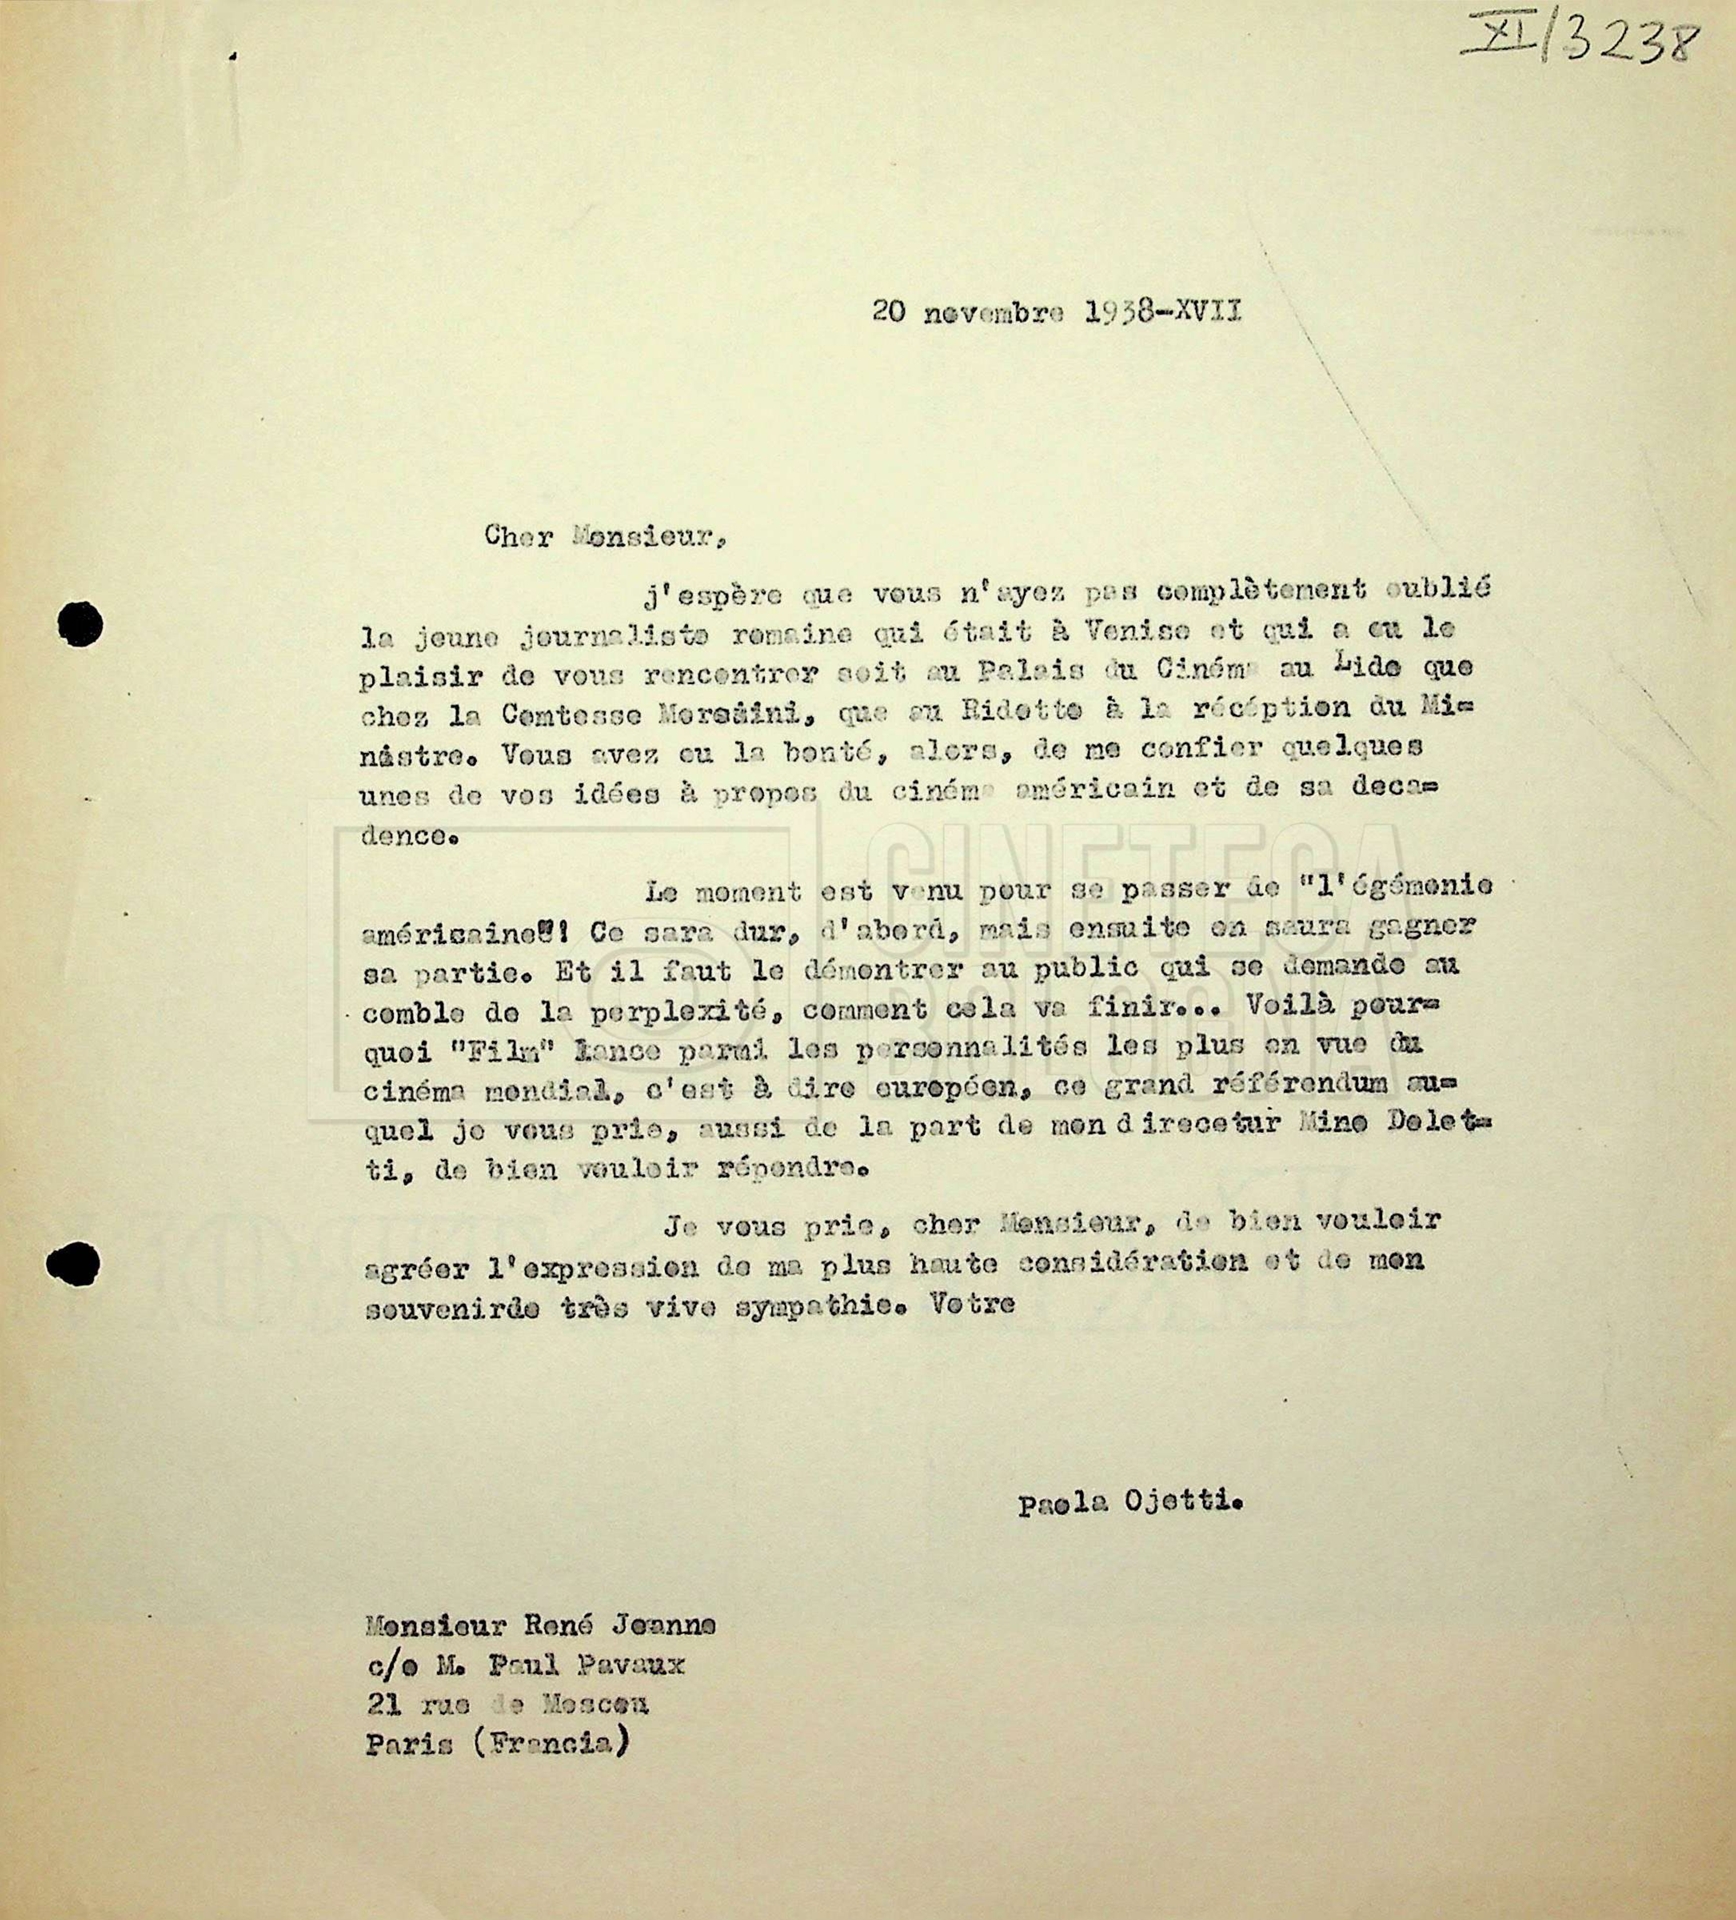 XI/3238
20 novembre 1938-XVII
Cher Monsieur,
j'espère que vous n'ayez pas complètement oublié
la jeune journaliste romaine qui était à Venise et qui a eu le
plaisir de vous rencontrer soit au Palais du Cinéma au Lido que
chez la Comtesse Morosini, que au Ridotto à la récéption du Mi=
nistre. Vous avez eu la bonté, alors, de me confier quelques
unes de vos idées à propos du cinéma américain et de sa deca=
dence.
Le moment est venu pour se passer de "l'égémonie
américaine"! Ce sara dur, d'abord, mais ensuite on saura gagner
sa partie. Et il faut le démontrer au public qui se demande au
comble de la perplexité, comment cela va finir... Voilà pour=
quoi "Film" lance parmi les personnalités les plus en vue du
cinéma mondial, c'est à dire européen, ce grand référendum au=
quel je vous prie, aussi de la part de mon direcetur Mino Dolet=
ti, de bien vouloir répondre.
Je vous prie, cher Monsieur, de bien vouloir
agréer l'expression de ma plus haute considération et de mon
souvenirde très vive sympathie. Votre
Paola Ojetti.
Monsieur René Jeanne
c/o M. Paul Pavaux
21 rue de Moscou
Paris (Francia)
CINETECA
BOLOGNA